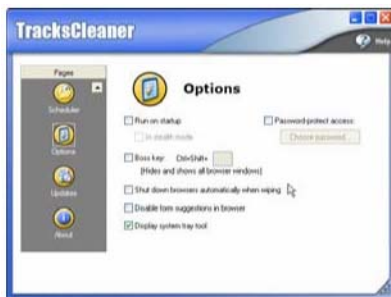 TracksCleaner
Help
Pages
Scheduler
Options
Updates
About
Options
Run on startup
In stealth mode
Password-protect access:
Choose password...
Boss key: Ctrl+Shift+
(Hides and shows all browser windows)
Shut down browsers automatically when wiping
Disable form suggestions in browser
Display system tray tool